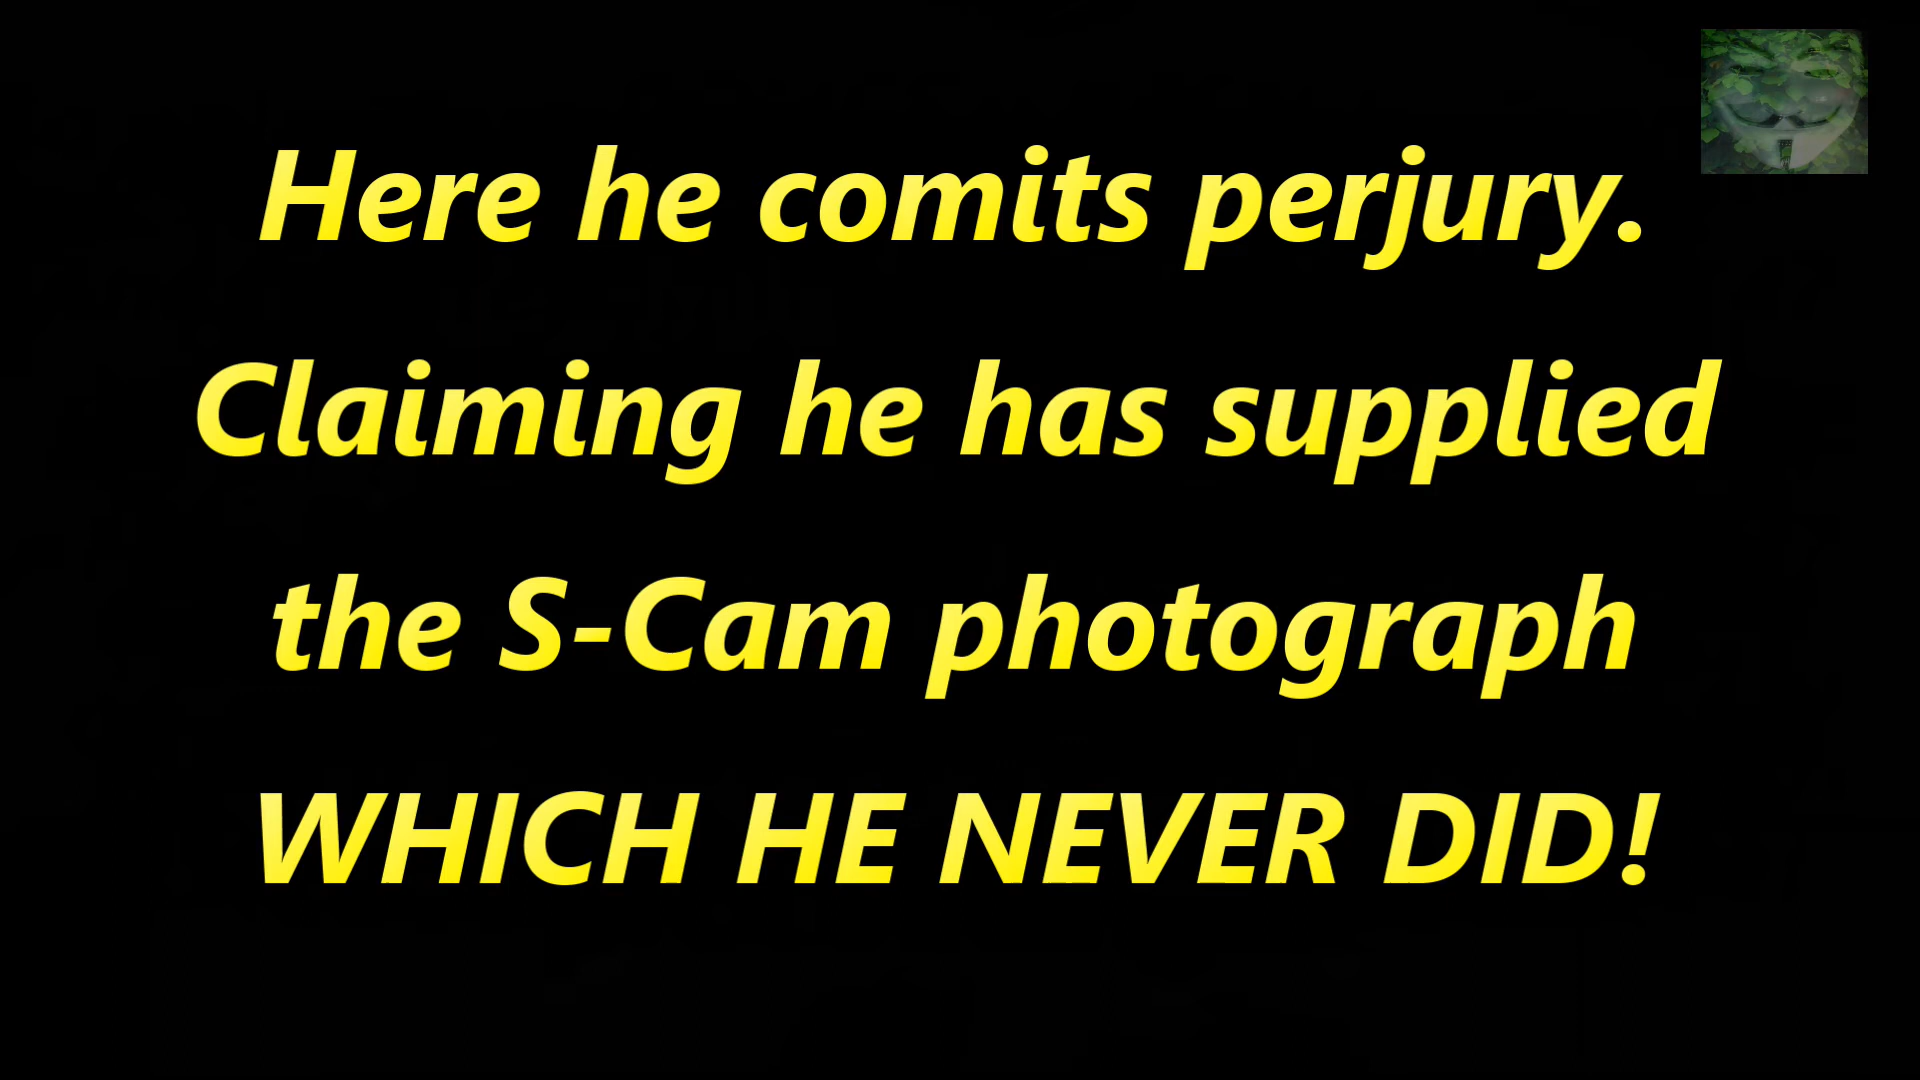 Here he comits perjury.
Claiming he has supplied
the S-Cam photograph
WHICH HE NEVER DID!